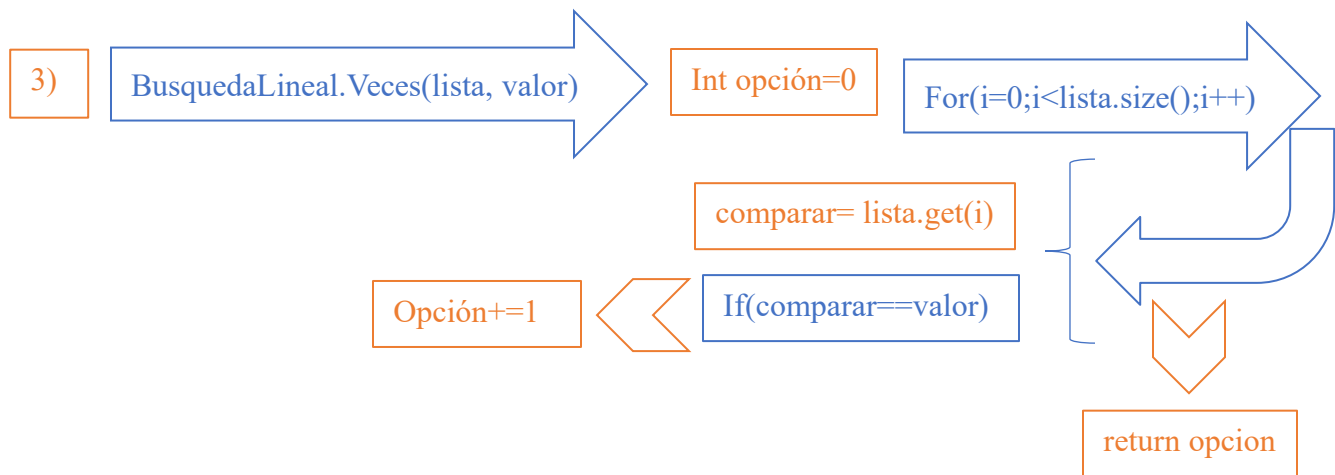 3)
BusquedaLineal.Veces(lista, valor)
Int opción=0
For(i=0;i<lista.size();i++)
comparar= lista.get(i)
If(comparar==valor)
Opción+=1
return opcion